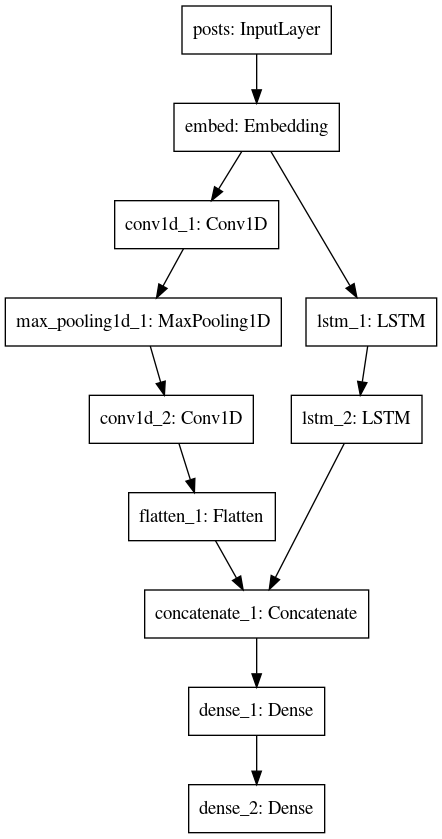 posts: InputLayer
embed: Embedding
conv1d_1: Conv1D
max_pooling1d_1: MaxPooling1D
lstm_1: LSTM
conv1d_2: Conv1D
lstm_2: LSTM
flatten_1: Flatten
concatenate_1: Concatenate
dense_1: Dense
dense_2: Dense